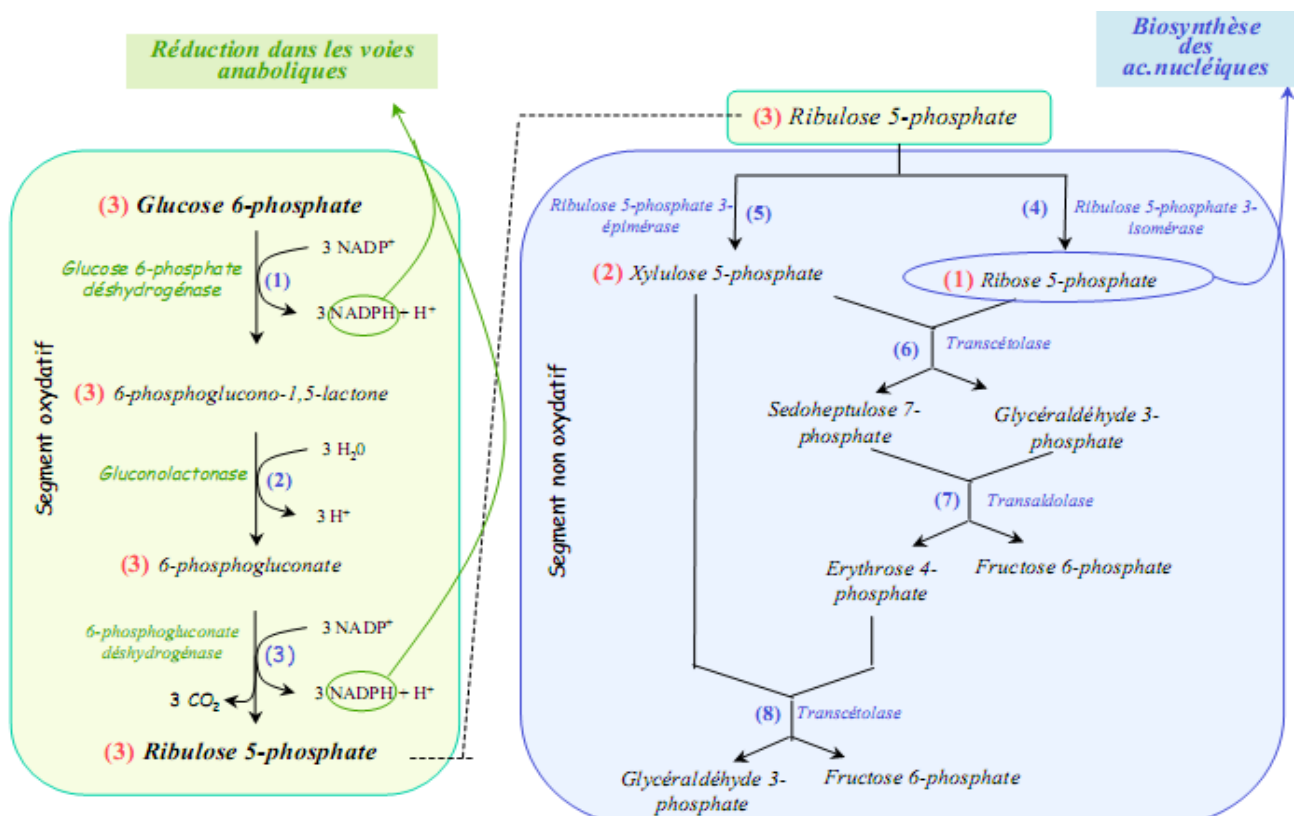 Réduction dans les voies
anaboliques
Biosynthèse
des
ac.nucléiques
(3) Ribulose 5-phosphate
Segment oxydatif
(3) Glucose 6-phosphate
3 NADP⁺
Glucose 6-phosphate
déshydrogénase
(1)
3 NADPH + H⁺
(3) 6-phosphoglucono-1,5-lactone
3 H₂0
Gluconolactonase
(2)
3 H⁺
(3) 6-phosphogluconate
3 NADP⁺
6-phosphogluconate
déshydrogénase
(3)
3 NADPH + H⁺
3 CO₂
(3) Ribulose 5-phosphate
Segment non oxydatif
Ribulose 5-phosphate 3-
épimérase
(5)
(4)
Ribulose 5-phosphate 3-
isomérase
(2) Xylulose 5-phosphate
(1) Ribose 5-phosphate
(6)
Transcétolase
Sedoheptulose 7-
phosphate
Glycéraldéhyde 3-
phosphate
(7)
Transaldolase
Erythrose 4-
phosphate
Fructose 6-phosphate
(8)
Transcétolase
Glycéraldéhyde 3-
phosphate
Fructose 6-phosphate